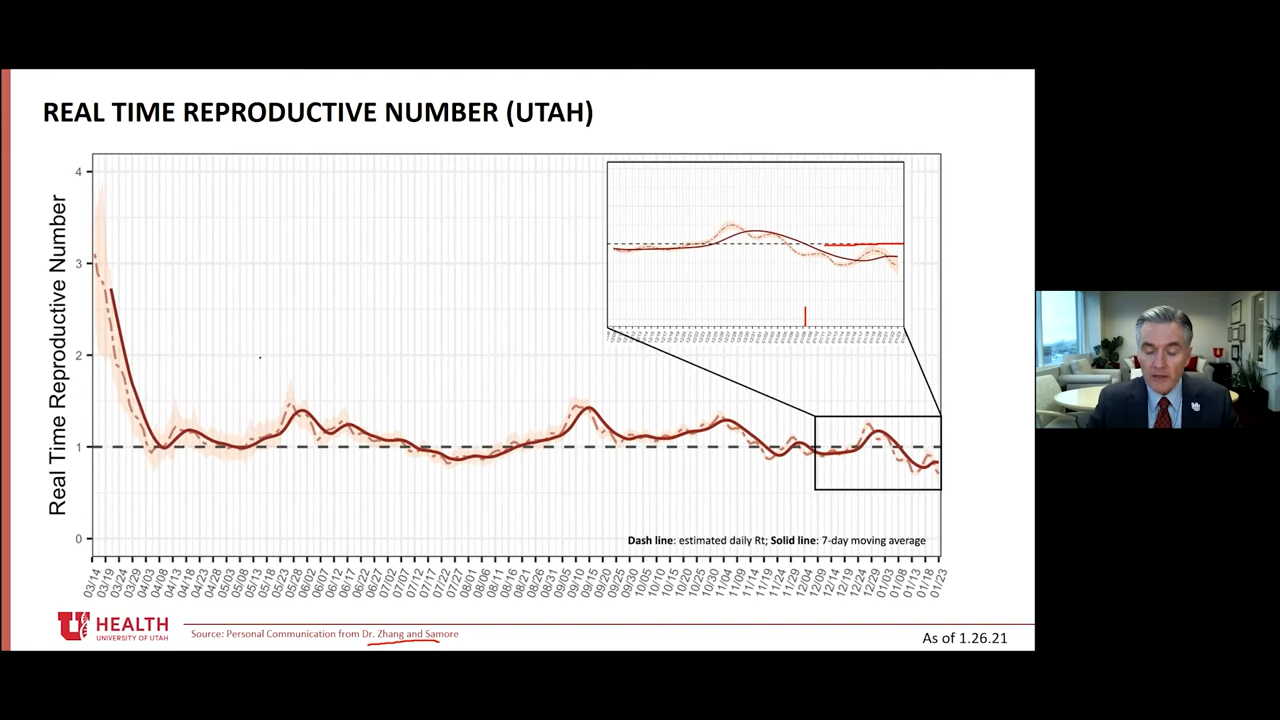 REAL TIME REPRODUCTIVE NUMBER (UTAH)
Real Time Reproductive Number
4
3
2
1
0
Dash line: estimated daily Rt; Solid line: 7-day moving average
03/14 03/19 03/24 03/29 04/03 04/08 04/13 04/18 04/23 04/28 05/03 05/08 05/13 05/18 05/23 05/28 06/02 06/07 06/12 06/17 06/22 06/27 07/02 07/07 07/12 07/17 07/22 07/27 08/01 08/06 08/11 08/16 08/21 08/26 08/31 09/05 09/10 09/15 09/20 09/25 09/30 10/05 10/10 10/15 10/20 10/25 10/30 11/04 11/09 11/14 11/19 11/24 11/29 12/04 12/09 12/14 12/19 12/24 12/29 01/03 01/08 01/13 01/18 01/23
HEALTH
UNIVERSITY OF UTAH
Source: Personal Communication from Dr. Zhang and Samore
As of 1.26.21